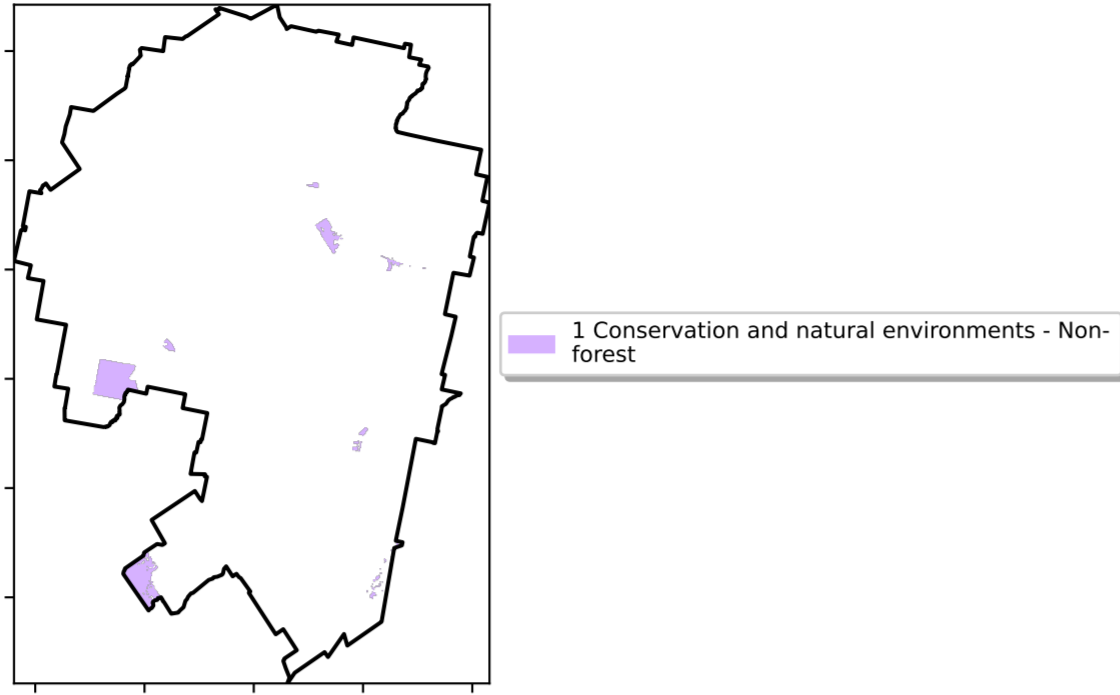 1 Conservation and natural environments - Non-
forest